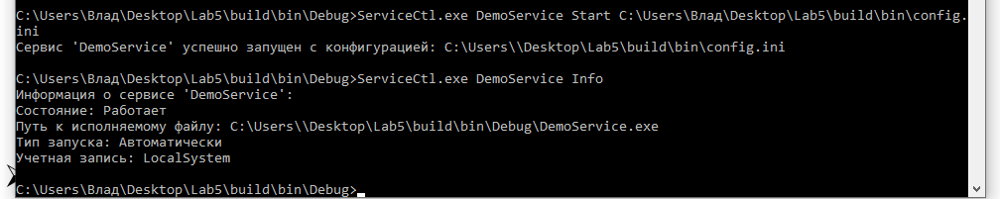 C:\Users\Влад\Desktop\Lab5\build\bin\Debug>ServiceCtl.exe DemoService Start C:\Users\Влад\Desktop\Lab5\build\bin\config.
ini
Сервис 'DemoService' успешно запущен с конфигурацией: C:\Users\\Desktop\Lab5\build\bin\config.ini
C:\Users\Влад\Desktop\Lab5\build\bin\Debug>ServiceCtl.exe DemoService Info
Информация о сервисе 'DemoService':
Состояние: Работает
Путь к исполняемому файлу: C:\Users\\Desktop\Lab5\build\bin\Debug\DemoService.exe
Тип запуска: Автоматически
Учетная запись: LocalSystem
C:\Users\Влад\Desktop\Lab5\build\bin\Debug>